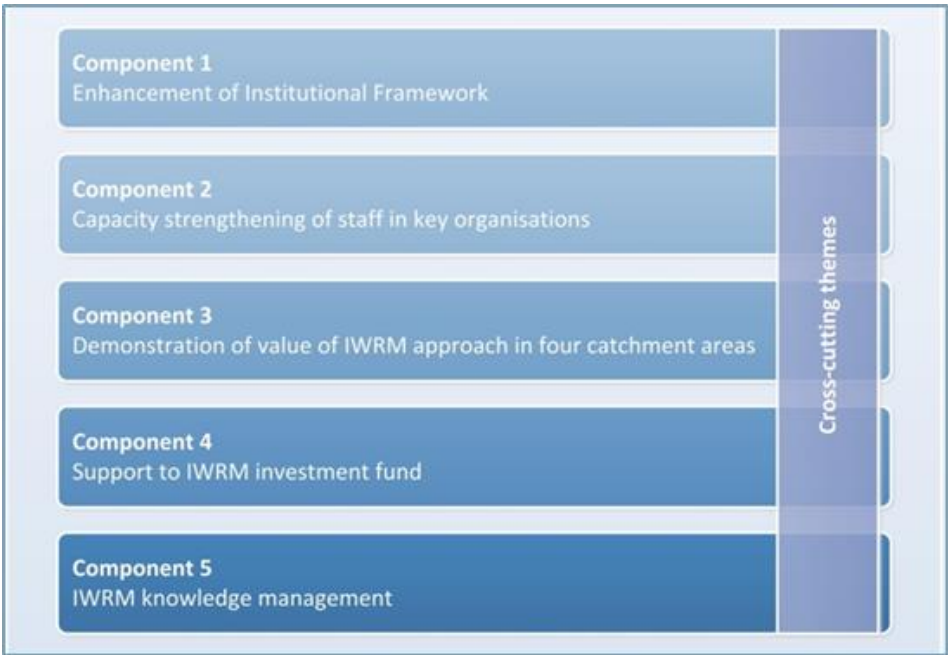 Component 1
Enhancement of Institutional Framework
Component 2
Capacity strengthening of staff in key organisations
Component 3
Demonstration of value of IWRM approach in four catchment areas
Component 4
Support to IWRM investment fund
Component 5
IWRM knowledge management
Cross-cutting themes